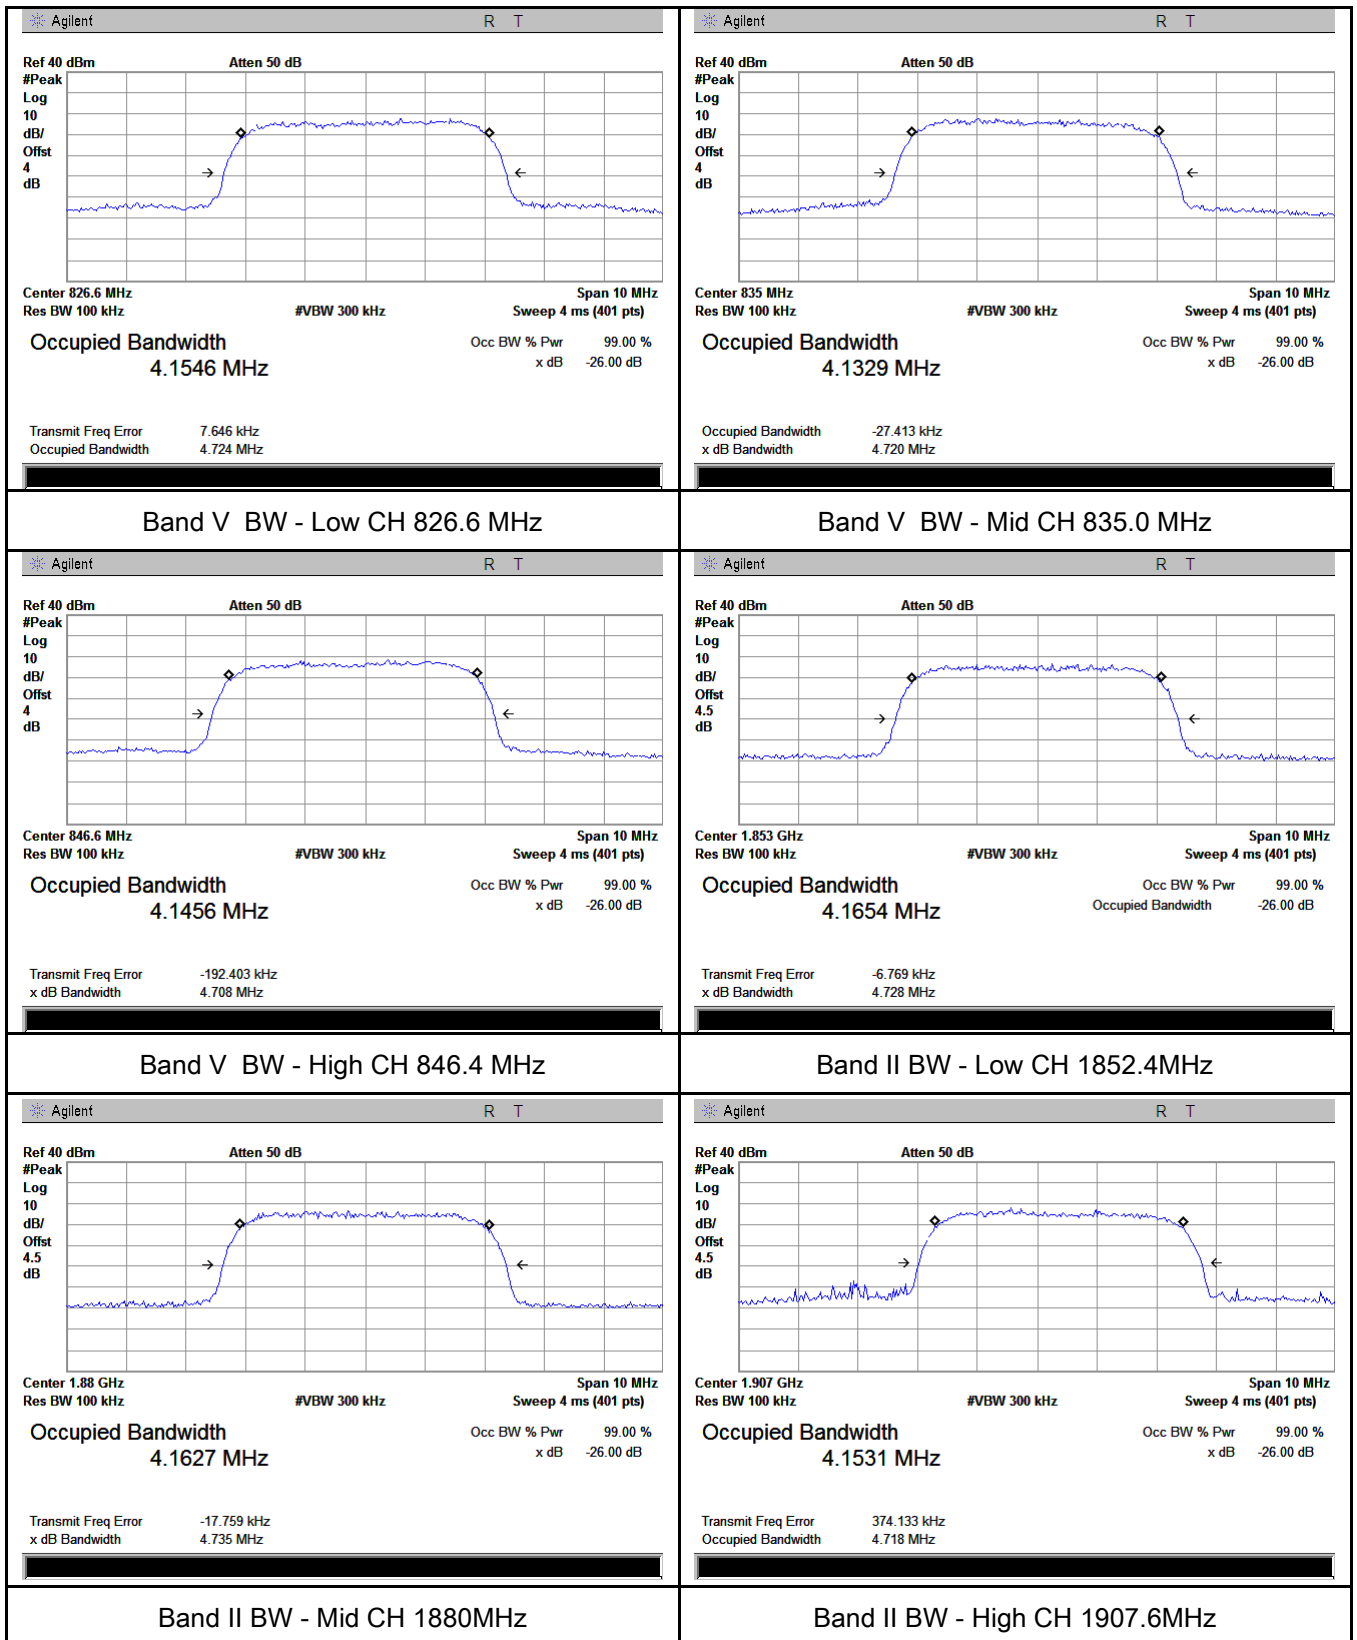 Agilent R T
Ref 40 dBm Atten 50 dB
#Peak
Log
10
dB/
Offst
4
dB
Center 826.6 MHz Span 10 MHz
Res BW 100 kHz #VBW 300 kHz Sweep 4 ms (401 pts)
Occupied Bandwidth Occ BW % Pwr 99.00 %
4.1546 MHz x dB -26.00 dB
Transmit Freq Error 7.646 kHz
Occupied Bandwidth 4.724 MHz
Band V BW - Low CH 826.6 MHz
Agilent R T
Ref 40 dBm Atten 50 dB
#Peak
Log
10
dB/
Offst
4
dB
Center 835 MHz Span 10 MHz
Res BW 100 kHz #VBW 300 kHz Sweep 4 ms (401 pts)
Occupied Bandwidth Occ BW % Pwr 99.00 %
4.1329 MHz x dB -26.00 dB
Occupied Bandwidth -27.413 kHz
x dB Bandwidth 4.720 MHz
Band V BW - Mid CH 835.0 MHz
Agilent R T
Ref 40 dBm Atten 50 dB
#Peak
Log
10
dB/
Offst
4
dB
Center 846.6 MHz Span 10 MHz
Res BW 100 kHz #VBW 300 kHz Sweep 4 ms (401 pts)
Occupied Bandwidth Occ BW % Pwr 99.00 %
4.1456 MHz x dB -26.00 dB
Transmit Freq Error -192.403 kHz
x dB Bandwidth 4.708 MHz
Band V BW - High CH 846.4 MHz
Agilent R T
Ref 40 dBm Atten 50 dB
#Peak
Log
10
dB/
Offst
4.5
dB
Center 1.853 GHz Span 10 MHz
Res BW 100 kHz #VBW 300 kHz Sweep 4 ms (401 pts)
Occupied Bandwidth Occ BW % Pwr 99.00 %
4.1654 MHz Occupied Bandwidth -26.00 dB
Transmit Freq Error -6.769 kHz
x dB Bandwidth 4.728 MHz
Band II BW - Low CH 1852.4MHz
Agilent R T
Ref 40 dBm Atten 50 dB
#Peak
Log
10
dB/
Offst
4.5
dB
Center 1.88 GHz Span 10 MHz
Res BW 100 kHz #VBW 300 kHz Sweep 4 ms (401 pts)
Occupied Bandwidth Occ BW % Pwr 99.00 %
4.1627 MHz x dB -26.00 dB
Transmit Freq Error -17.759 kHz
x dB Bandwidth 4.735 MHz
Band II BW - Mid CH 1880MHz
Agilent R T
Ref 40 dBm Atten 50 dB
#Peak
Log
10
dB/
Offst
4.5
dB
Center 1.907 GHz Span 10 MHz
Res BW 100 kHz #VBW 300 kHz Sweep 4 ms (401 pts)
Occupied Bandwidth Occ BW % Pwr 99.00 %
4.1531 MHz x dB -26.00 dB
Transmit Freq Error 374.133 kHz
Occupied Bandwidth 4.718 MHz
Band II BW - High CH 1907.6MHz